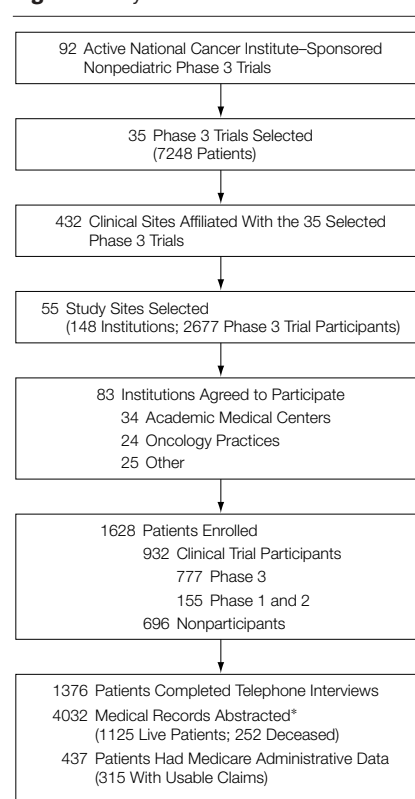 92 Active National Cancer Institute–Sponsored
Nonpediatric Phase 3 Trials
35 Phase 3 Trials Selected
(7248 Patients)
432 Clinical Sites Affiliated With the 35 Selected
Phase 3 Trials
55 Study Sites Selected
(148 Institutions; 2677 Phase 3 Trial Participants)
83 Institutions Agreed to Participate
34 Academic Medical Centers
24 Oncology Practices
25 Other
1628 Patients Enrolled
932 Clinical Trial Participants
777 Phase 3
155 Phase 1 and 2
696 Nonparticipants
1376 Patients Completed Telephone Interviews
4032 Medical Records Abstracted*
(1125 Live Patients; 252 Deceased)
437 Patients Had Medicare Administrative Data
(315 With Usable Claims)